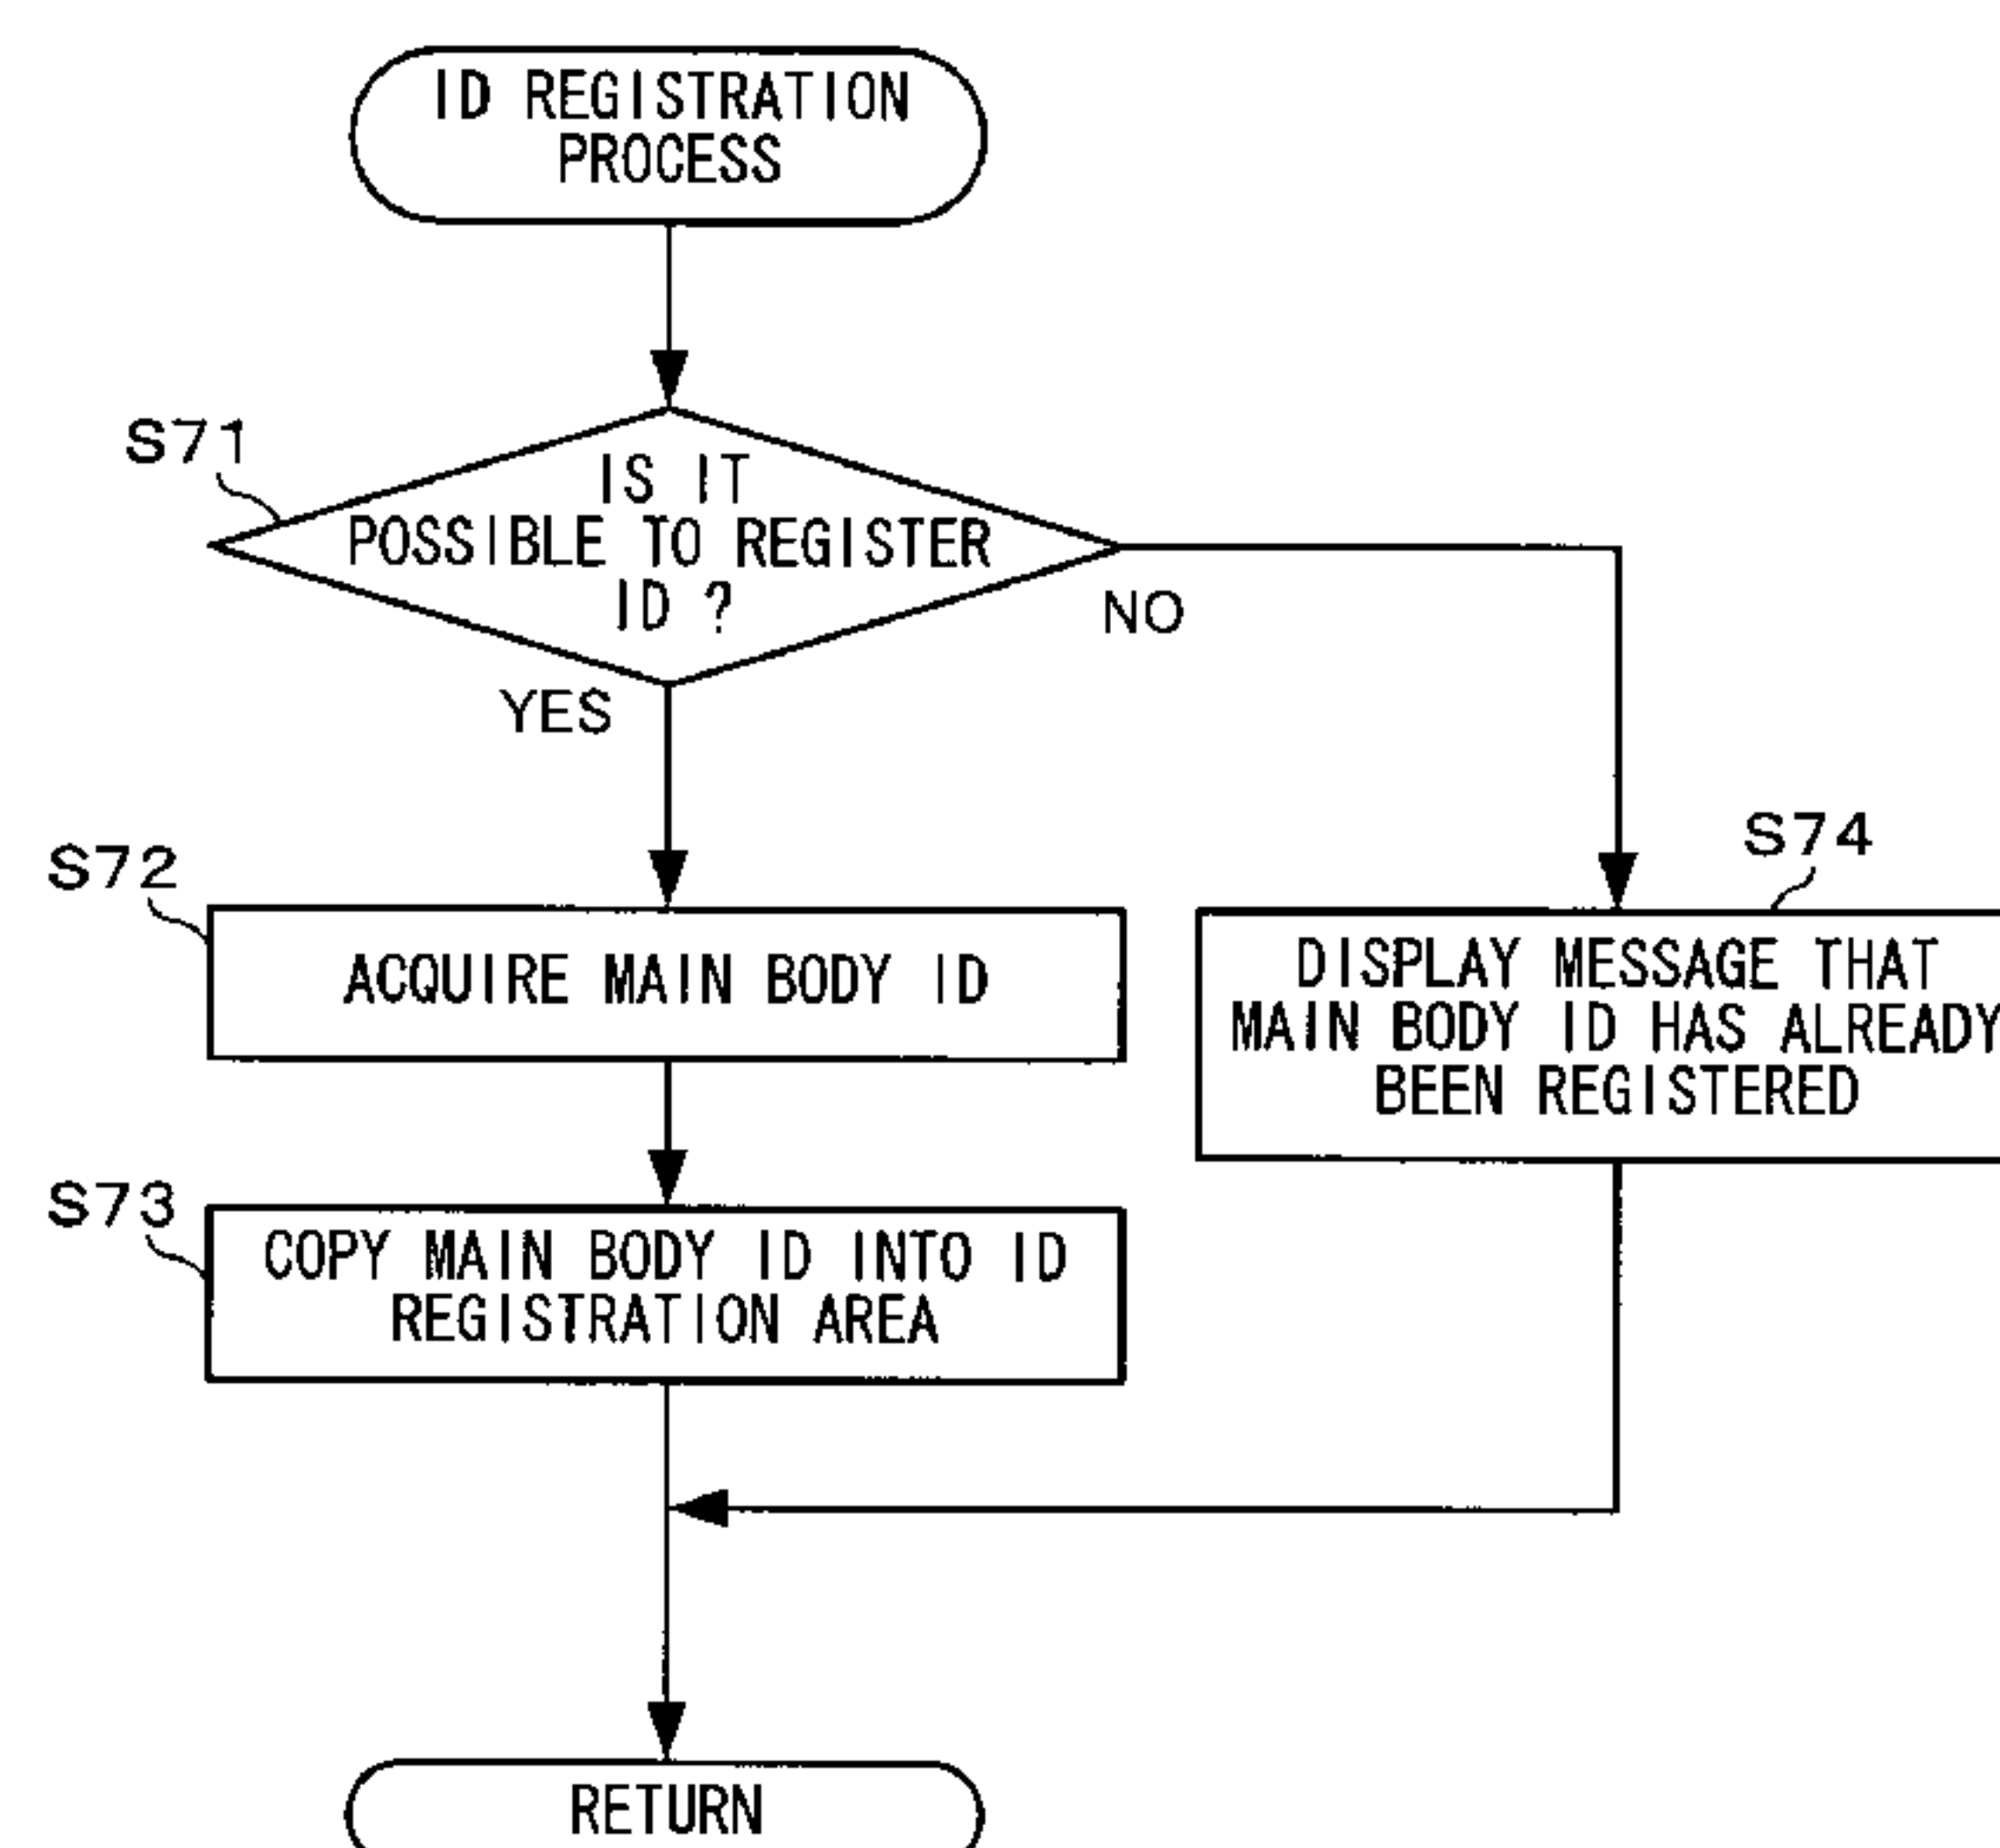 ID REGISTRATION
PROCESS
S71
IS IT
POSSIBLE TO REGISTER
ID ?
NO
YES
S72
ACQUIRE MAIN BODY ID
S74
DISPLAY MESSAGE THAT
MAIN BODY ID HAS ALREADY
BEEN REGISTERED
S73
COPY MAIN BODY ID INTO ID
REGISTRATION AREA
RETURN